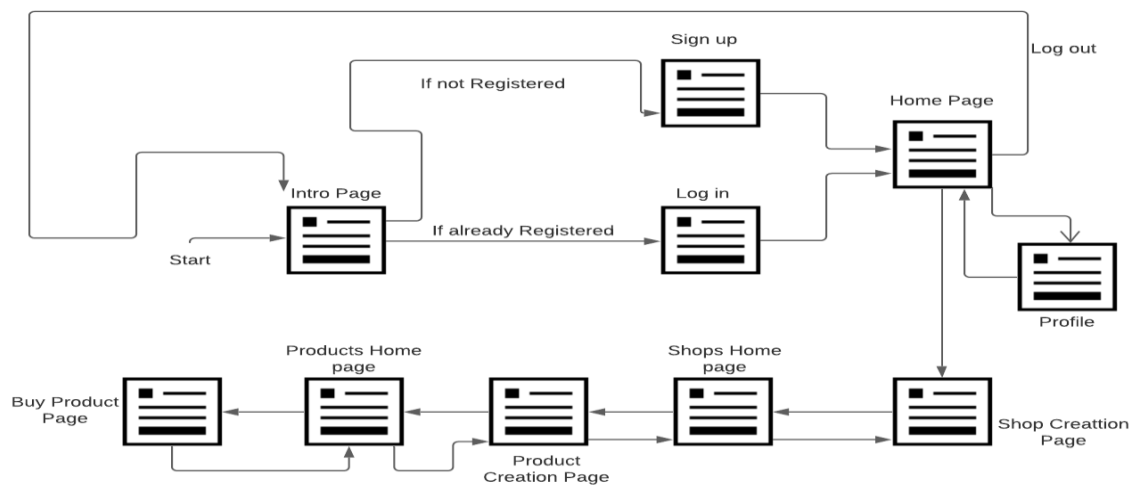 Sign up
Log out
If not Registered
Home Page
Intro Page
Log in
If already Registered
Start
Profile
Products Home
page
Shops Home
page
Buy Product
Page
Shop Creattion
Page
Product
Creation Page